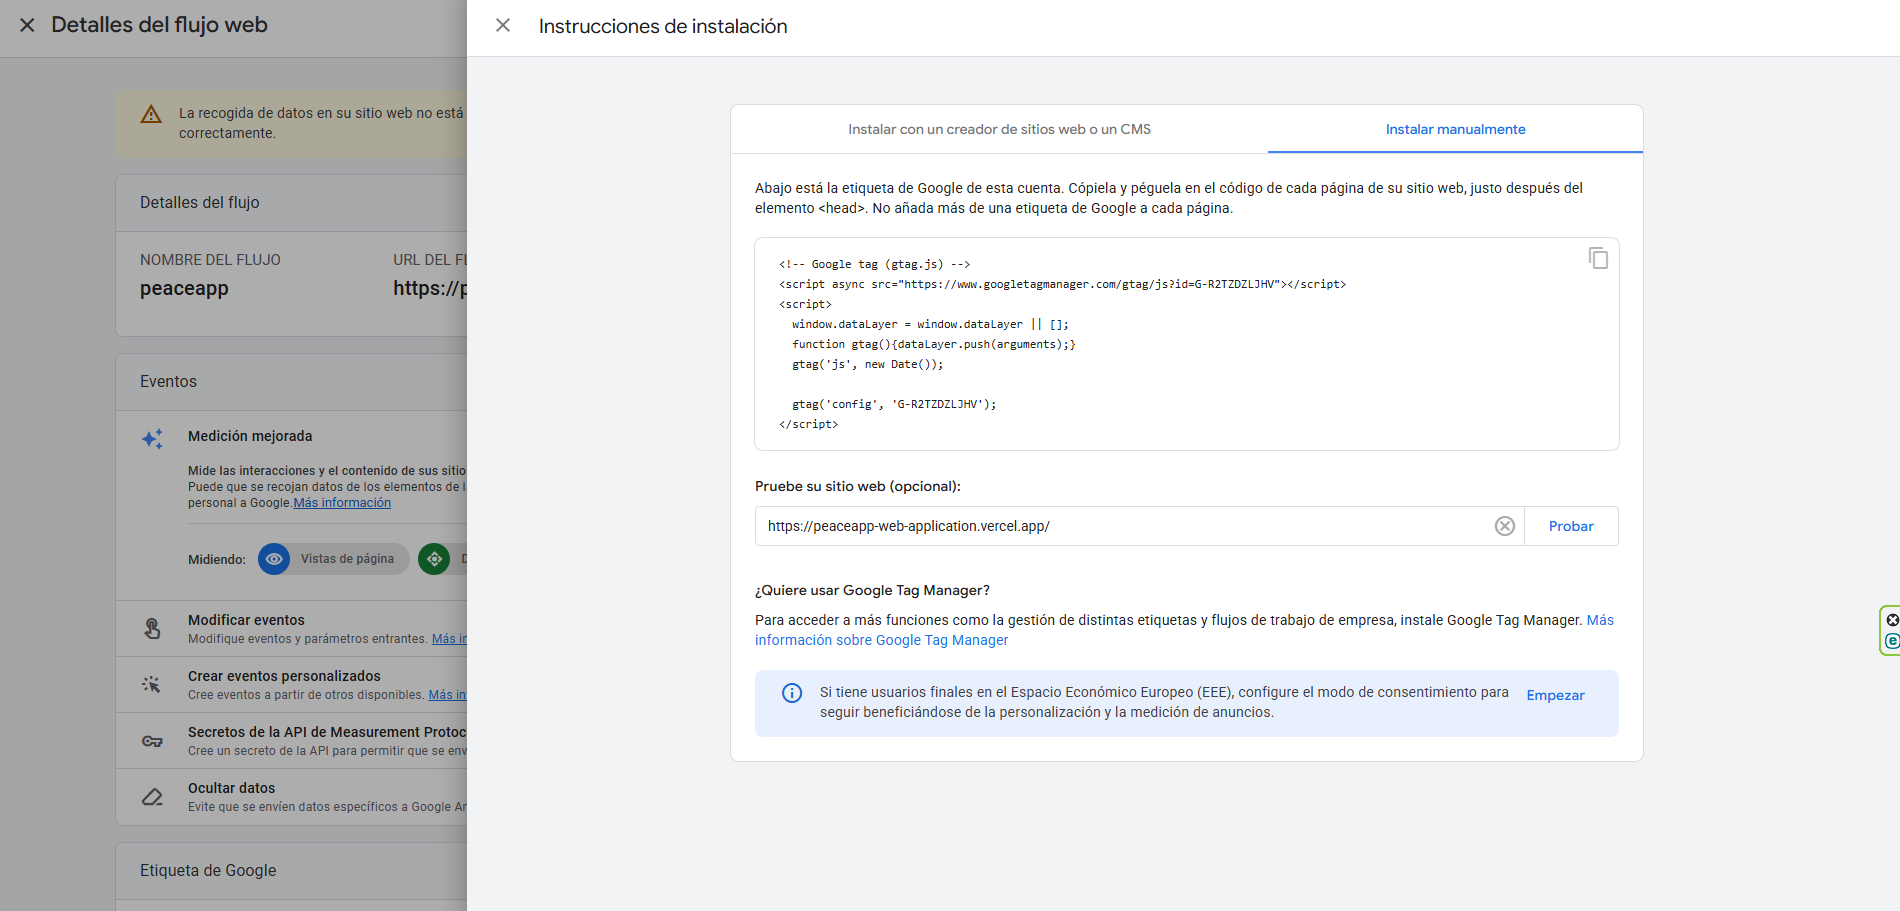 Detalles del flujo web
La recogida de datos en su sitio web no está
correctamente.
Detalles del flujo
NOMBRE DEL FLUJO
URL DEL FL
peaceapp
https://p
Eventos
Medición mejorada
Mide las interacciones y el contenido de sus sitio
Puede que se recojan datos de los elementos de l
personal a Google.Más información
Midiendo:
Vistas de página
D
Modificar eventos
Modifique eventos y parámetros entrantes. Más in
Crear eventos personalizados
Cree eventos a partir de otros disponibles. Más in
Secretos de la API de Measurement Protoc
Cree un secreto de la API para permitir que se env
Ocultar datos
Evite que se envíen datos específicos a Google An
Etiqueta de Google
Instrucciones de instalación
Instalar con un creador de sitios web o un CMS
Instalar manualmente
Abajo está la etiqueta de Google de esta cuenta. Cópiela y péguela en el código de cada página de su sitio web, justo después del
elemento <head>. No añada más de una etiqueta de Google a cada página.
<!-- Google tag (gtag.js) -->
<script async src="https://www.googletagmanager.com/gtag/js?id=G-R2TZDZLJHV"></script>
<script>
window.dataLayer = window.dataLayer || [];
function gtag(){dataLayer.push(arguments);}
gtag('js', new Date());
gtag('config', 'G-R2TZDZLJHV');
</script>
Pruebe su sitio web (opcional):
https://peaceapp-web-application.vercel.app/
Probar
¿Quiere usar Google Tag Manager?
Para acceder a más funciones como la gestión de distintas etiquetas y flujos de trabajo de empresa, instale Google Tag Manager. Más
información sobre Google Tag Manager
Si tiene usuarios finales en el Espacio Económico Europeo (EEE), configure el modo de consentimiento para
seguir beneficiándose de la personalización y la medición de anuncios.
Empezar